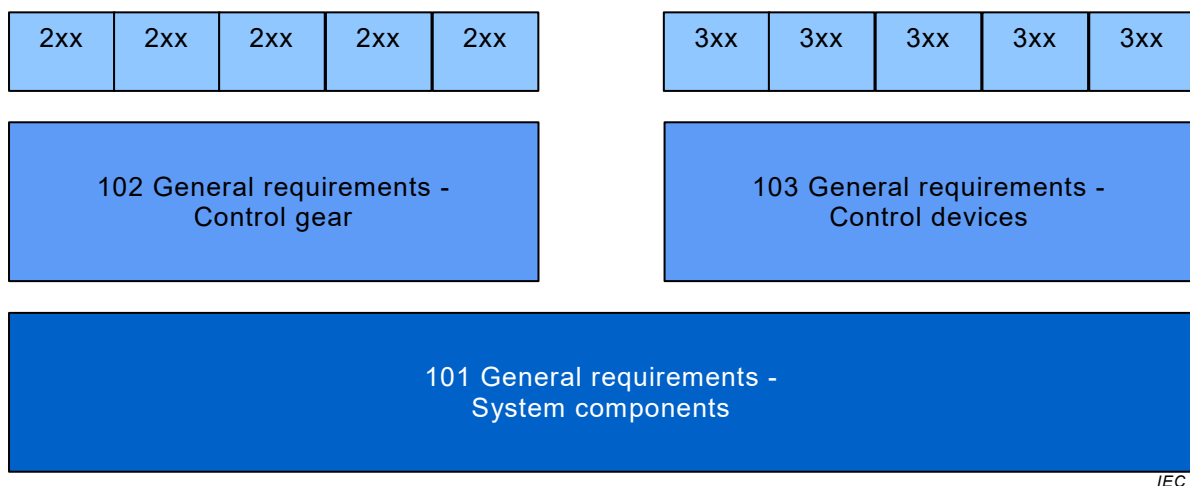 2xx 2xx 2xx 2xx 2xx 3xx 3xx 3xx 3xx 3xx
102 General requirements -
Control gear
103 General requirements -
Control devices
101 General requirements -
System components
IEC